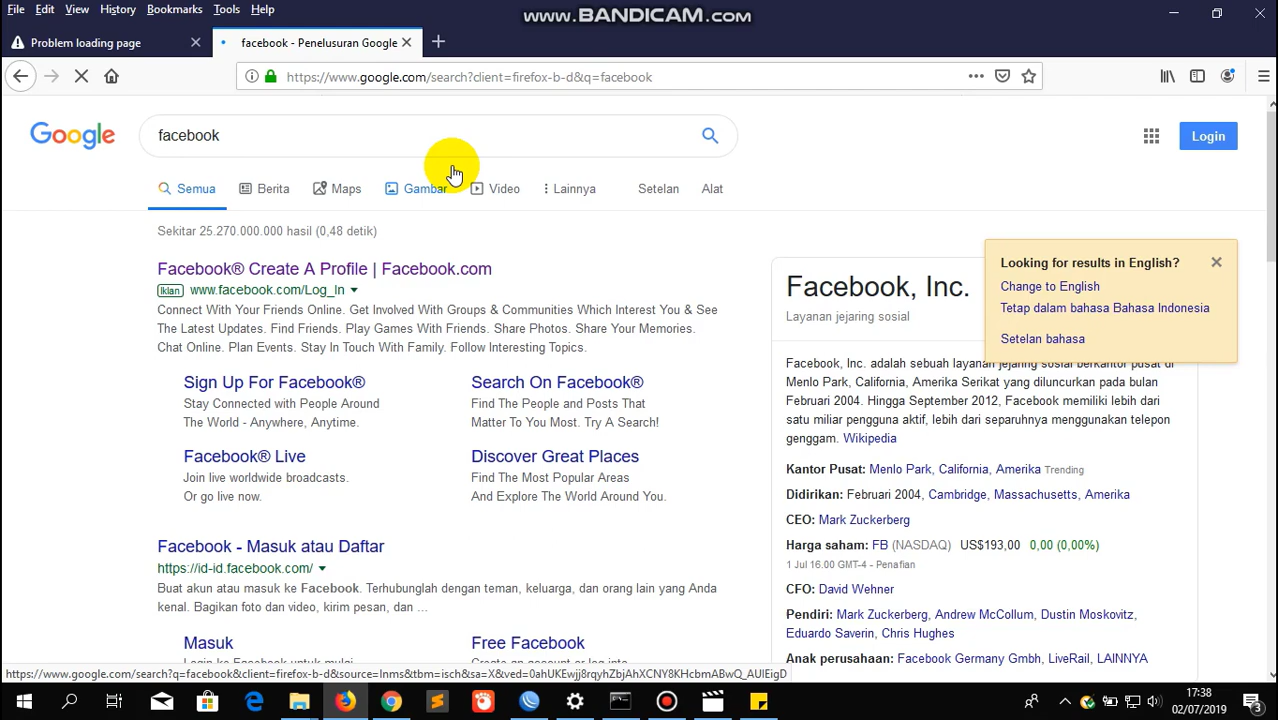 File Edit View History Bookmarks Tools Help
www.BANDICAM.com
Problem loading page
facebook - Penelusuran Google
https://www.google.com/search?client=firefox-b-d&q=facebook
Google
facebook
Login
Semua Berita Maps Gambar Video Lainnya Setelan Alat
Sekitar 25.270.000.000 hasil (0,48 detik)
Facebook® Create A Profile | Facebook.com
Iklan www.facebook.com/Log_In
Connect With Your Friends Online. Get Involved With Groups & Communities Which Interest You & See
The Latest Updates. Find Friends. Play Games With Friends. Share Photos. Share Your Memories.
Chat Online. Plan Events. Stay In Touch With Family. Follow Interesting Topics.
Sign Up For Facebook®
Stay Connected with People Around
The World - Anywhere, Anytime.
Search On Facebook®
Find The People and Posts That
Matter To You Most. Try A Search!
Facebook® Live
Join live worldwide broadcasts.
Or go live now.
Discover Great Places
Find The Most Popular Areas
And Explore The World Around You.
Facebook - Masuk atau Daftar
https://id-id.facebook.com/
Buat akun atau masuk ke Facebook. Terhubunglah dengan teman, keluarga, dan orang lain yang Anda
kenal. Bagikan foto dan video, kirim pesan, dan ...
Masuk
Free Facebook
Looking for results in English?
Change to English
Tetap dalam bahasa Bahasa Indonesia
Setelan bahasa
Facebook, Inc.
Layanan jejaring sosial
Facebook, Inc. adalah sebuah layanan jejaring sosial berkantor pusat di
Menlo Park, California, Amerika Serikat yang diluncurkan pada bulan
Februari 2004. Hingga September 2012, Facebook memiliki lebih dari
satu miliar pengguna aktif, lebih dari separuhnya menggunakan telepon
genggam. Wikipedia
Kantor Pusat: Menlo Park, California, Amerika Trending
Didirikan: Februari 2004, Cambridge, Massachusetts, Amerika
CEO: Mark Zuckerberg
Harga saham: FB (NASDAQ) US$193,00 0,00 (0,00%)
1 Jul 16.00 GMT-4 - Penafian
CFO: David Wehner
Pendiri: Mark Zuckerberg, Andrew McCollum, Dustin Moskovitz,
Eduardo Saverin, Chris Hughes
Anak perusahaan: Facebook Germany Gmbh, LiveRail, LAINNYA
17:38
02/07/2019
3